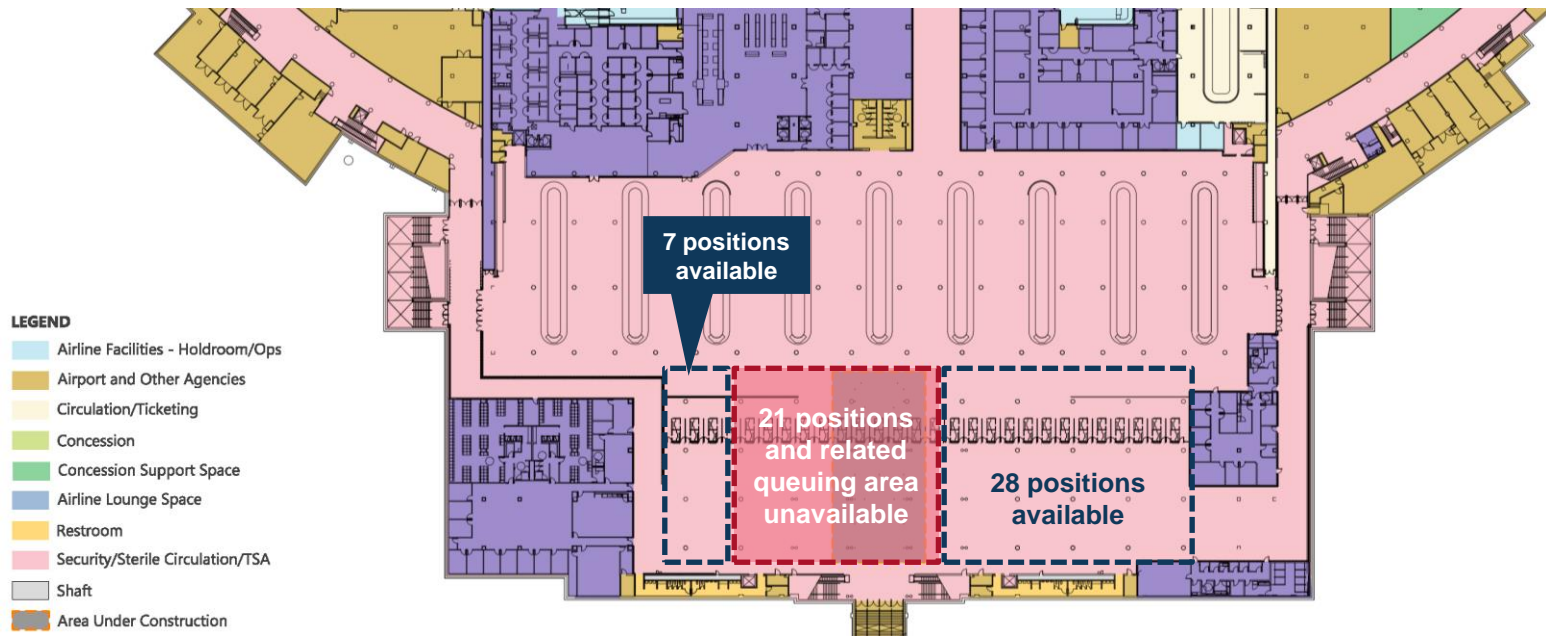 7 positions
available
LEGEND
Airline Facilities - Holdroom/Ops
Airport and Other Agencies
Circulation/Ticketing
Concession
Concession Support Space
Airline Lounge Space
Restroom
Security/Sterile Circulation/TSA
Shaft
Area Under Construction
21 positions
and related
queuing area
unavailable
28 positions
available